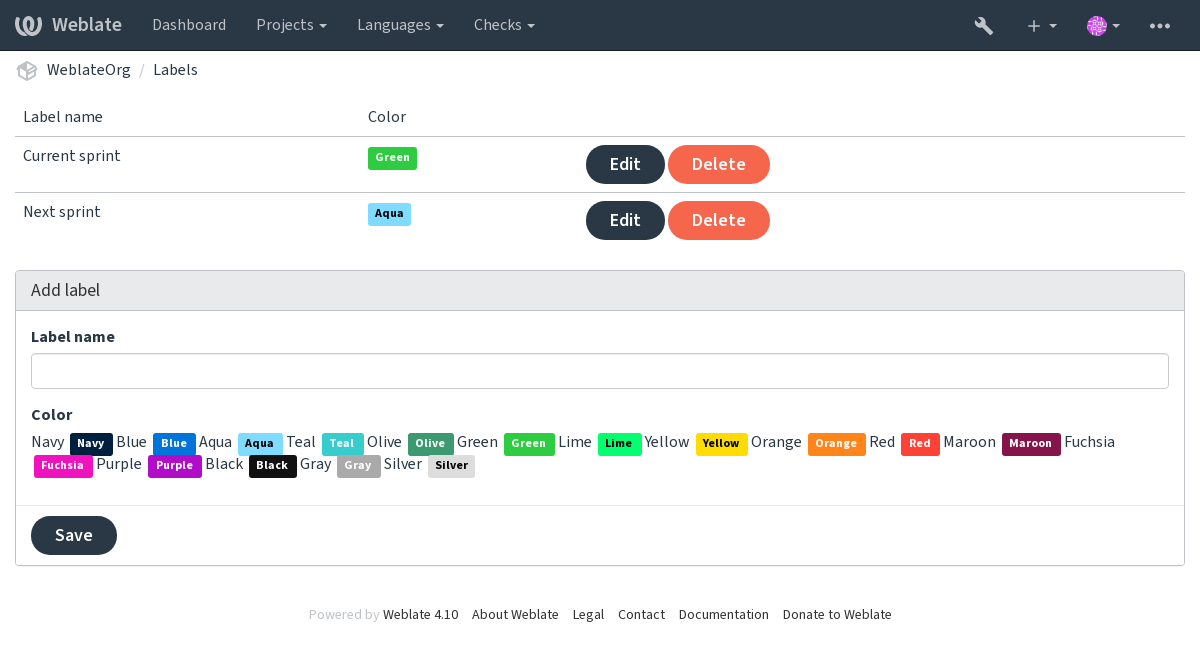 Weblate Dashboard Projects Languages Checks
WeblateOrg / Labels
Label name Color
Current sprint Green Edit Delete
Next sprint Aqua Edit Delete
Add label
Label name
Color
Navy Navy Blue Blue Aqua Aqua Teal Teal Olive Olive Green Green Lime Lime Yellow Yellow Orange Orange Red Red Maroon Maroon Fuchsia
Fuchsia Purple Purple Black Black Gray Gray Silver Silver
Save
Powered by Weblate 4.10 About Weblate Legal Contact Documentation Donate to Weblate